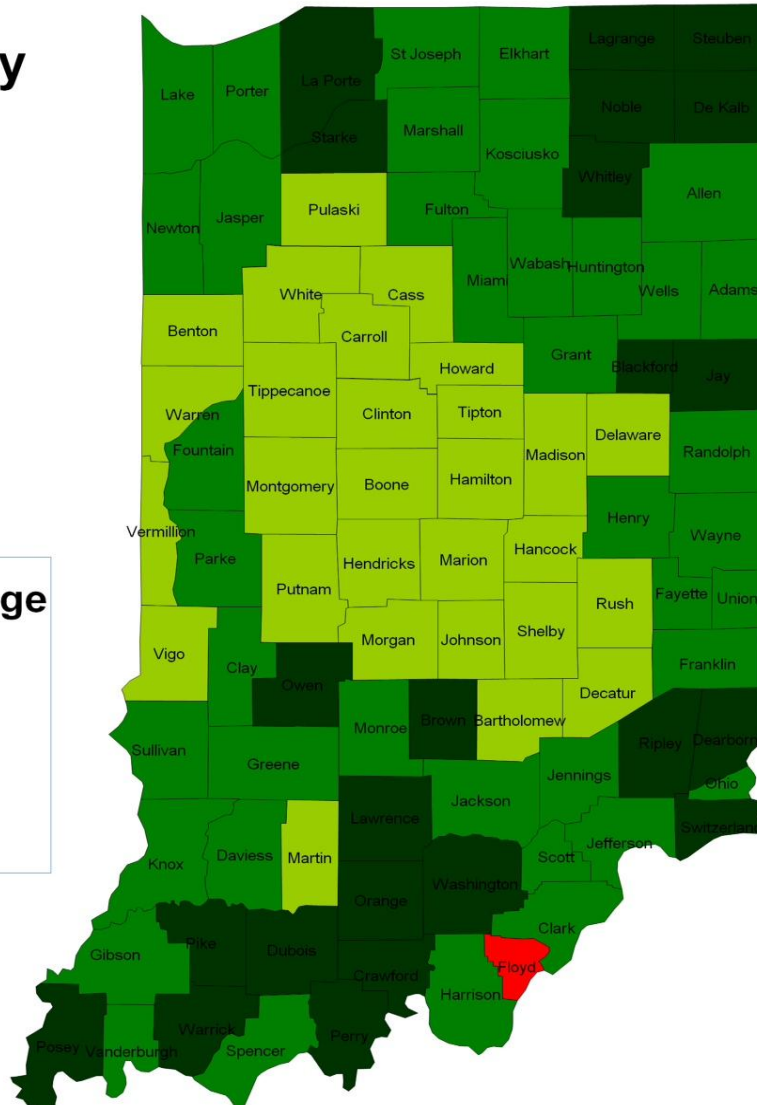 y
Lagrange Steuben
St Joseph Elkhart
La Porte
Lake Porter
Noble De Kalb
Marshall
Starke
Kosciusko
Whitley
Allen
Pulaski Fulton
Newton Jasper
Wabash Huntington
Miami
White Cass
Wells Adams
Benton
Carroll
Grant
Howard
Blackford Jay
Tippecanoe
Warren Clinton Tipton
Delaware
Fountain
Madison Randolph
Montgomery Boone Hamilton
Henry
Vermillion
Wayne
Parke
Hendricks Marion Hancock
ge
Putnam
Rush
Fayette Union
Morgan Johnson Shelby
Vigo
Clay
Franklin
Owen
Decatur
Monroe Brown Bartholomew
Ripley Dearborn
Sullivan
Greene
Jennings
Ohio
Jackson
Lawrence
Switzerland
Jefferson
Knox Daviess Martin
Scott
Washington
Orange
Clark
Pike
Dubois
Gibson
Floyd
Crawford
Harrison
Warrick
Posey Vanderburgh Spencer Perry